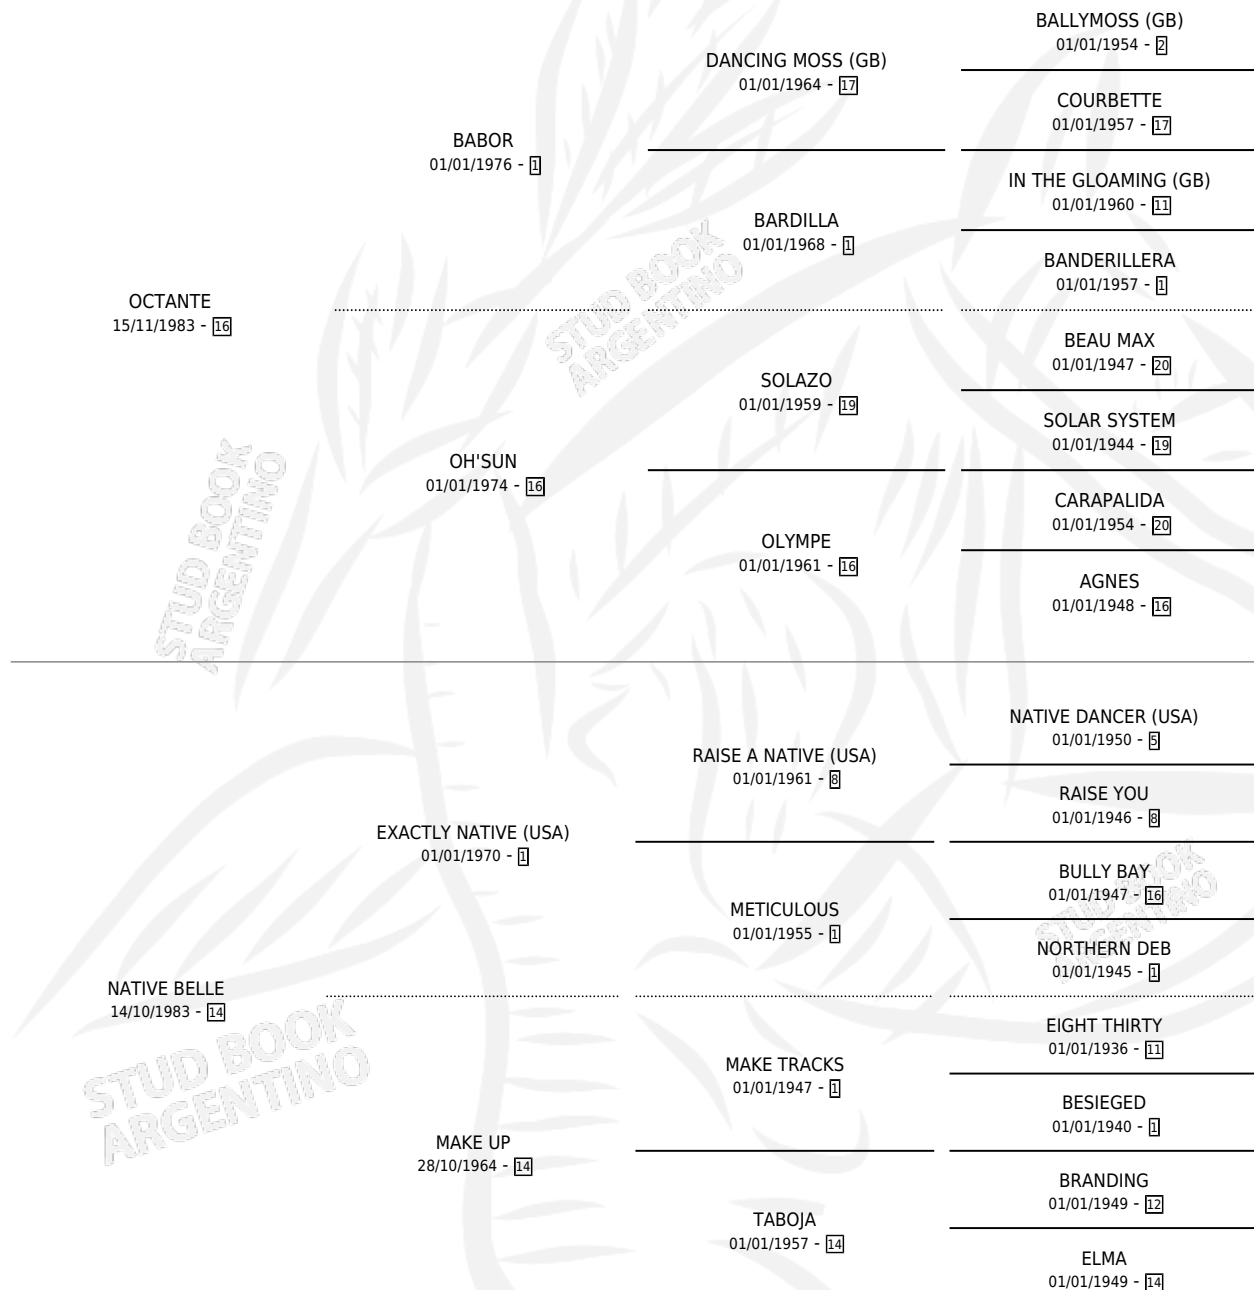 BALLYMOSS (GB)
01/01/1954 - 2
DANCING MOSS (GB)
01/01/1964 - 17
COURBETTE
01/01/1957 - 17
BABOR
01/01/1976 - 1
IN THE GLOAMING (GB)
01/01/1960 - 11
BARDILLA
01/01/1968 - 1
BANDERILLERA
01/01/1957 - 1
OCTANTE
15/11/1983 - 16
BEAU MAX
01/01/1947 - 20
SOLAZO
01/01/1959 - 19
SOLAR SYSTEM
01/01/1944 - 19
OH'SUN
01/01/1974 - 16
CARAPALIDA
01/01/1954 - 20
OLYMPE
01/01/1961 - 16
AGNES
01/01/1948 - 16
NATIVE DANCER (USA)
01/01/1950 - 5
RAISE A NATIVE (USA)
01/01/1961 - 8
RAISE YOU
01/01/1946 - 8
EXACTLY NATIVE (USA)
01/01/1970 - 1
BULLY BAY
01/01/1947 - 16
METICULOUS
01/01/1955 - 1
NORTHERN DEB
01/01/1945 - 1
NATIVE BELLE
14/10/1983 - 14
EIGHT THIRTY
01/01/1936 - 11
MAKE TRACKS
01/01/1947 - 1
BESIEGED
01/01/1940 - 1
MAKE UP
28/10/1964 - 14
BRANDING
01/01/1949 - 12
TABOJA
01/01/1957 - 14
ELMA
01/01/1949 - 14
STUD BOOK
ARGENTINO
STUD BOOK
ARGENTINO
STUD BOOK
ARGENTINO
STUD BOOK
ARGENTINO